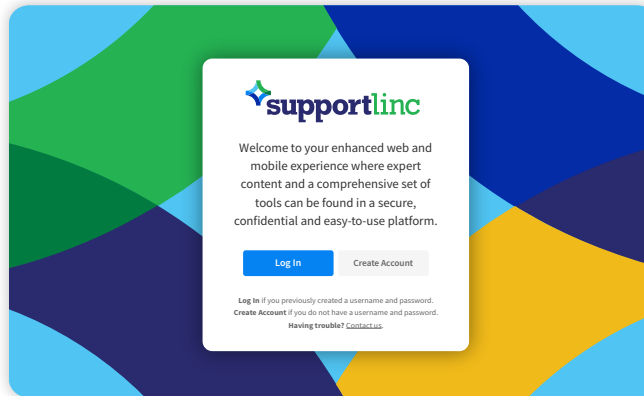 supportlinc
Welcome to your enhanced web and
mobile experience where expert
content and a comprehensive set of
tools can be found in a secure,
confidential and easy-to-use platform.
Log In
Create Account
Log In if you previously created a username and password.
Create Account if you do not have a username and password.
Having trouble? Contact us.